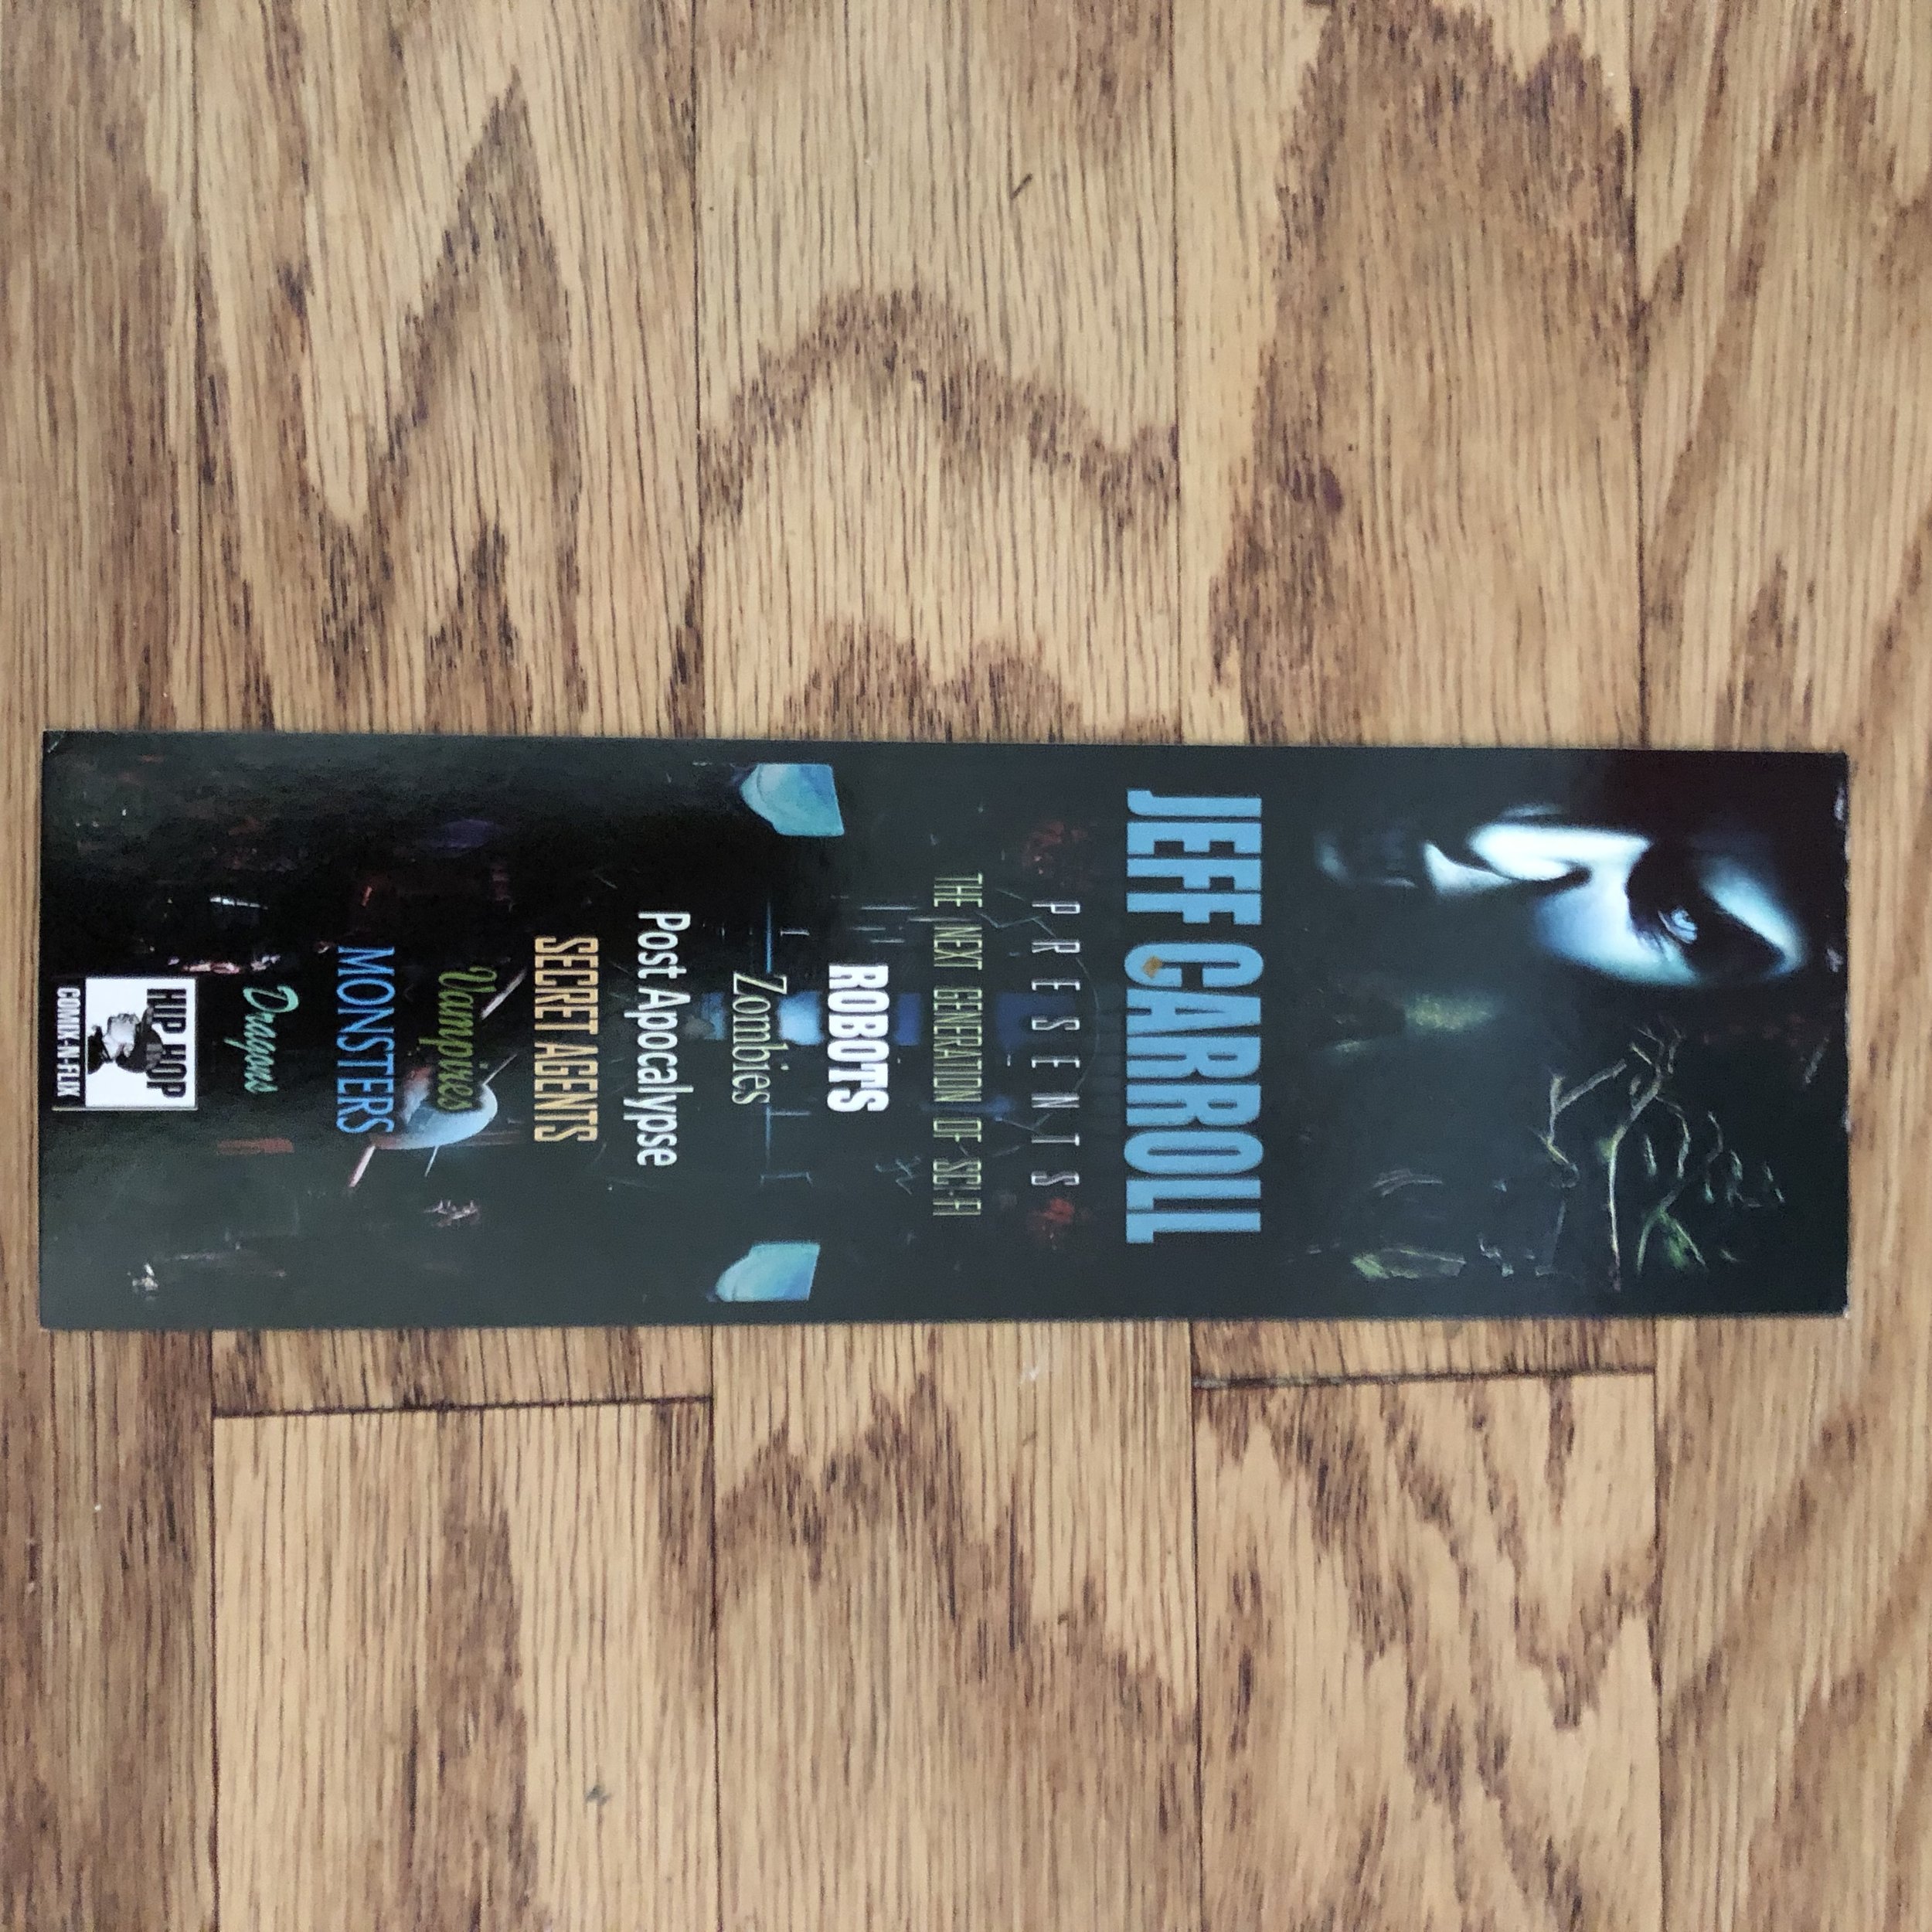 JEFF CARROLL
PRESENTS
THE NEXT GENERATION OF SCI-FI
ROBOTS
Zombies
Post Apocalypse
SECRET AGENTS
Vampires
MONSTERS
Dragons
HIP HOP
COMIX-N-FLIX